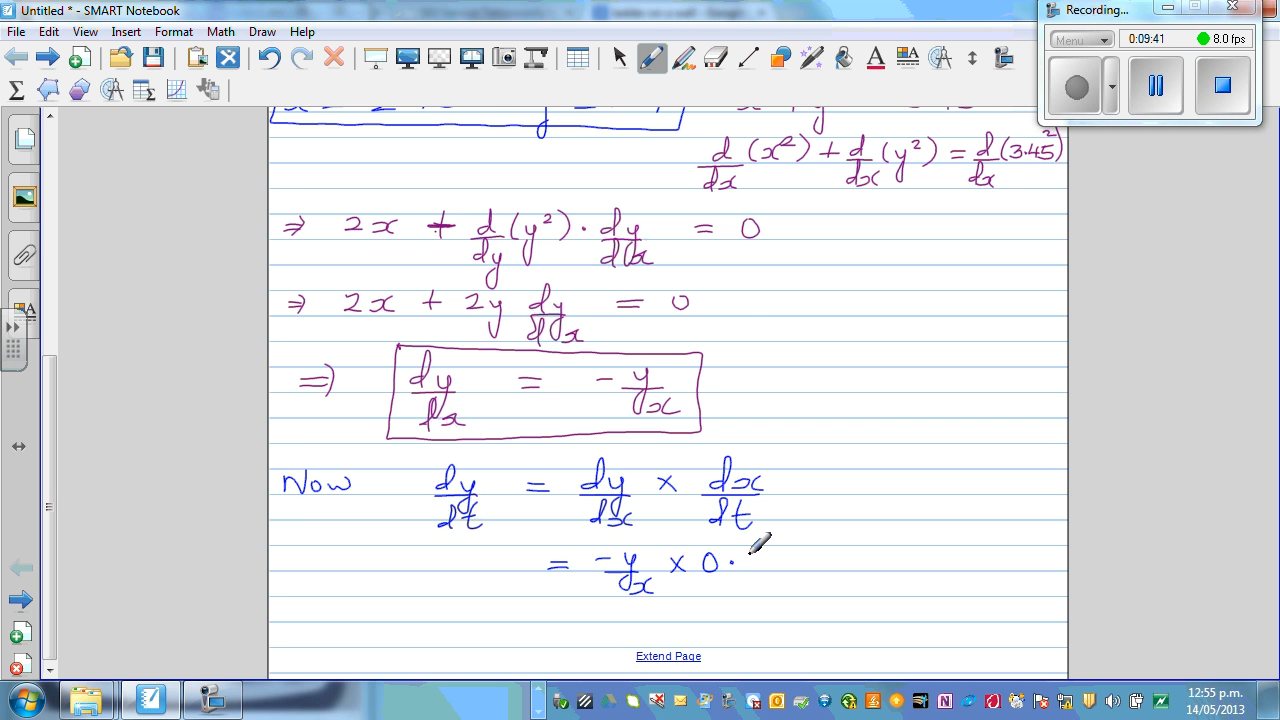 Untitled * - SMART Notebook
Recording...
File Edit View Insert Format Math Draw Help
Menu 0:09:41 8.0 fps
d/dx (x²) + d/dx (y²) = d/dx (3.45²)
⇒ 2x + d/dy (y²) · dy/dx = 0
⇒ 2x + 2y dy/dx = 0
⇒ dy/dx = - y/x
Now dy/dt = dy/dx × dx/dt
= - y/x × 0.
Extend Page
12:55 p.m.
14/05/2013